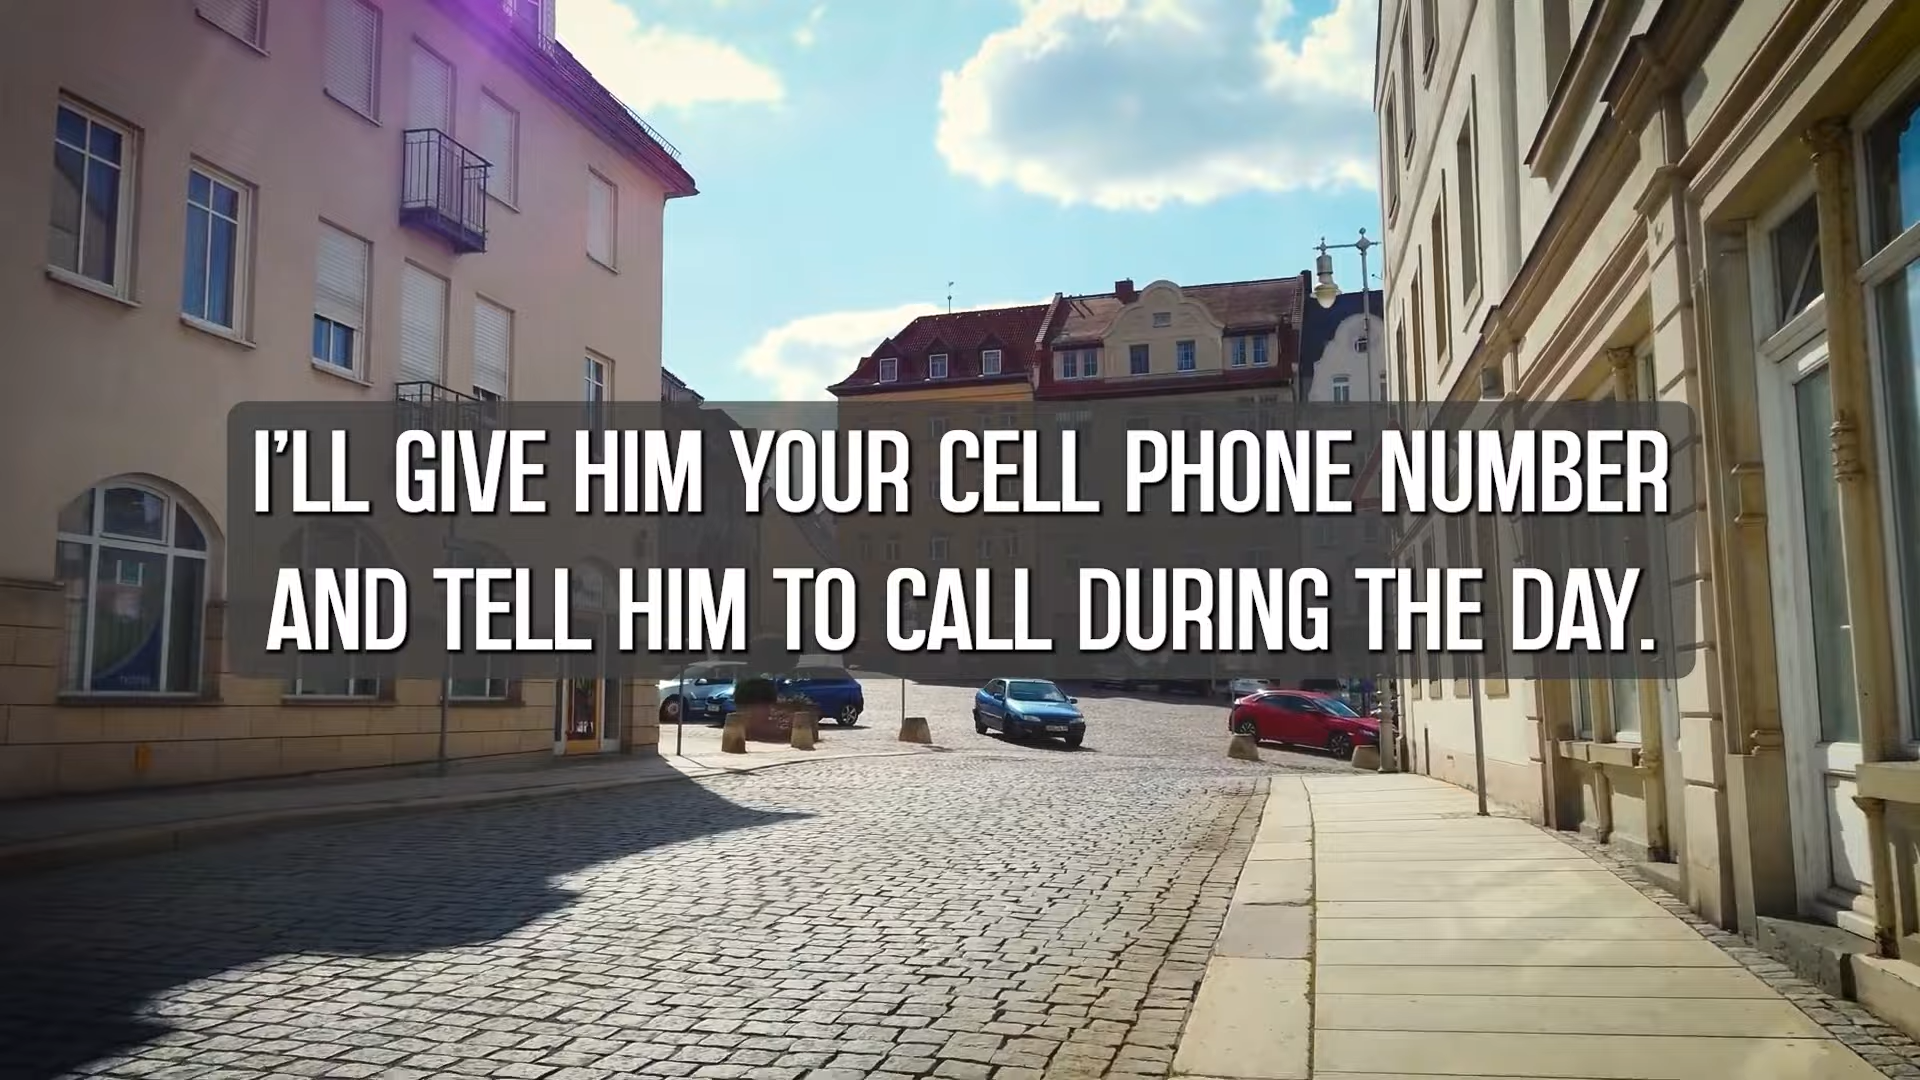 I'LL GIVE HIM YOUR CELL PHONE NUMBER
AND TELL HIM TO CALL DURING THE DAY.